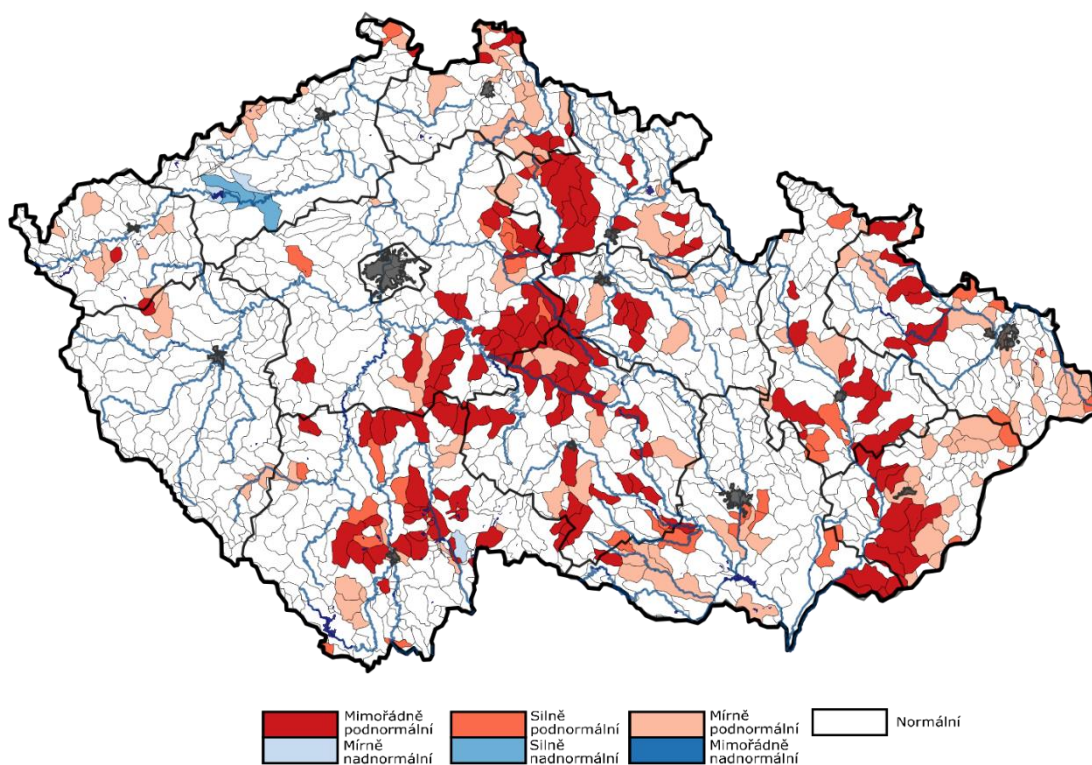 Mimořádně
podnormální
Silně
podnormální
Mírně
podnormální
Normální
Mírně
nadnormální
Silně
nadnormální
Mimořádně
nadnormální